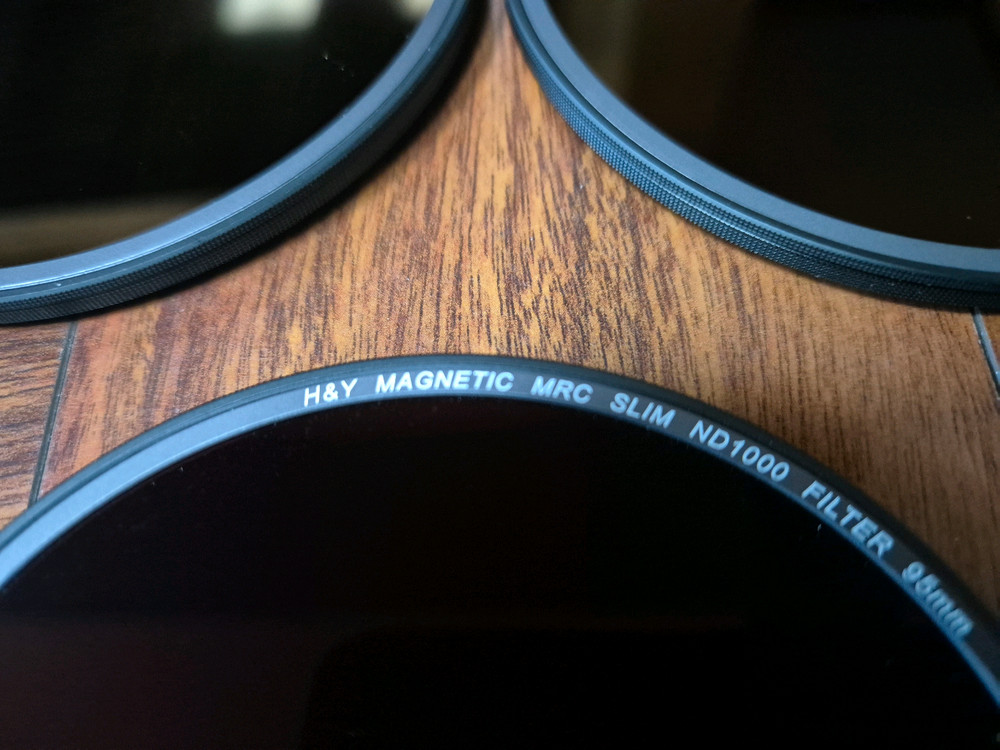 H&Y MAGNETIC MRC SLIM ND1000 FILTER 95mm